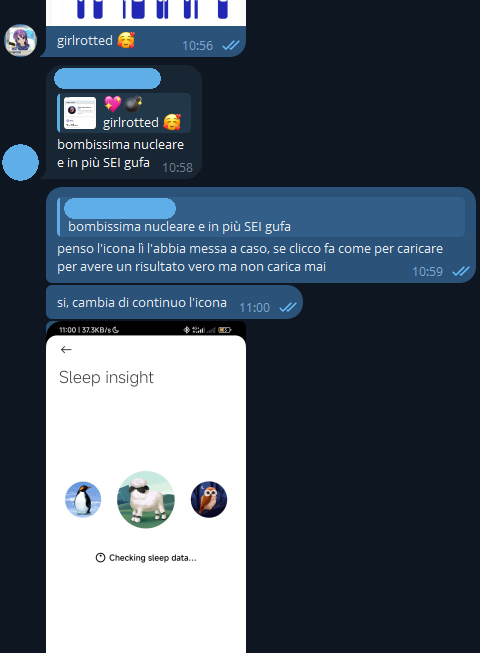 girlrotted 🥰
10:56
💖 💣
girlrotted 🥰
bombissima nucleare
e in più SEI gufa
10:58
bombissima nucleare e in più SEI gufa
penso l'icona lì l'abbia messa a caso, se clicco fa come per caricare
per avere un risultato vero ma non carica mai
10:59
si, cambia di continuo l'icona
11:00
11:00 | 37.3KB/s
Sleep insight
Checking sleep data...